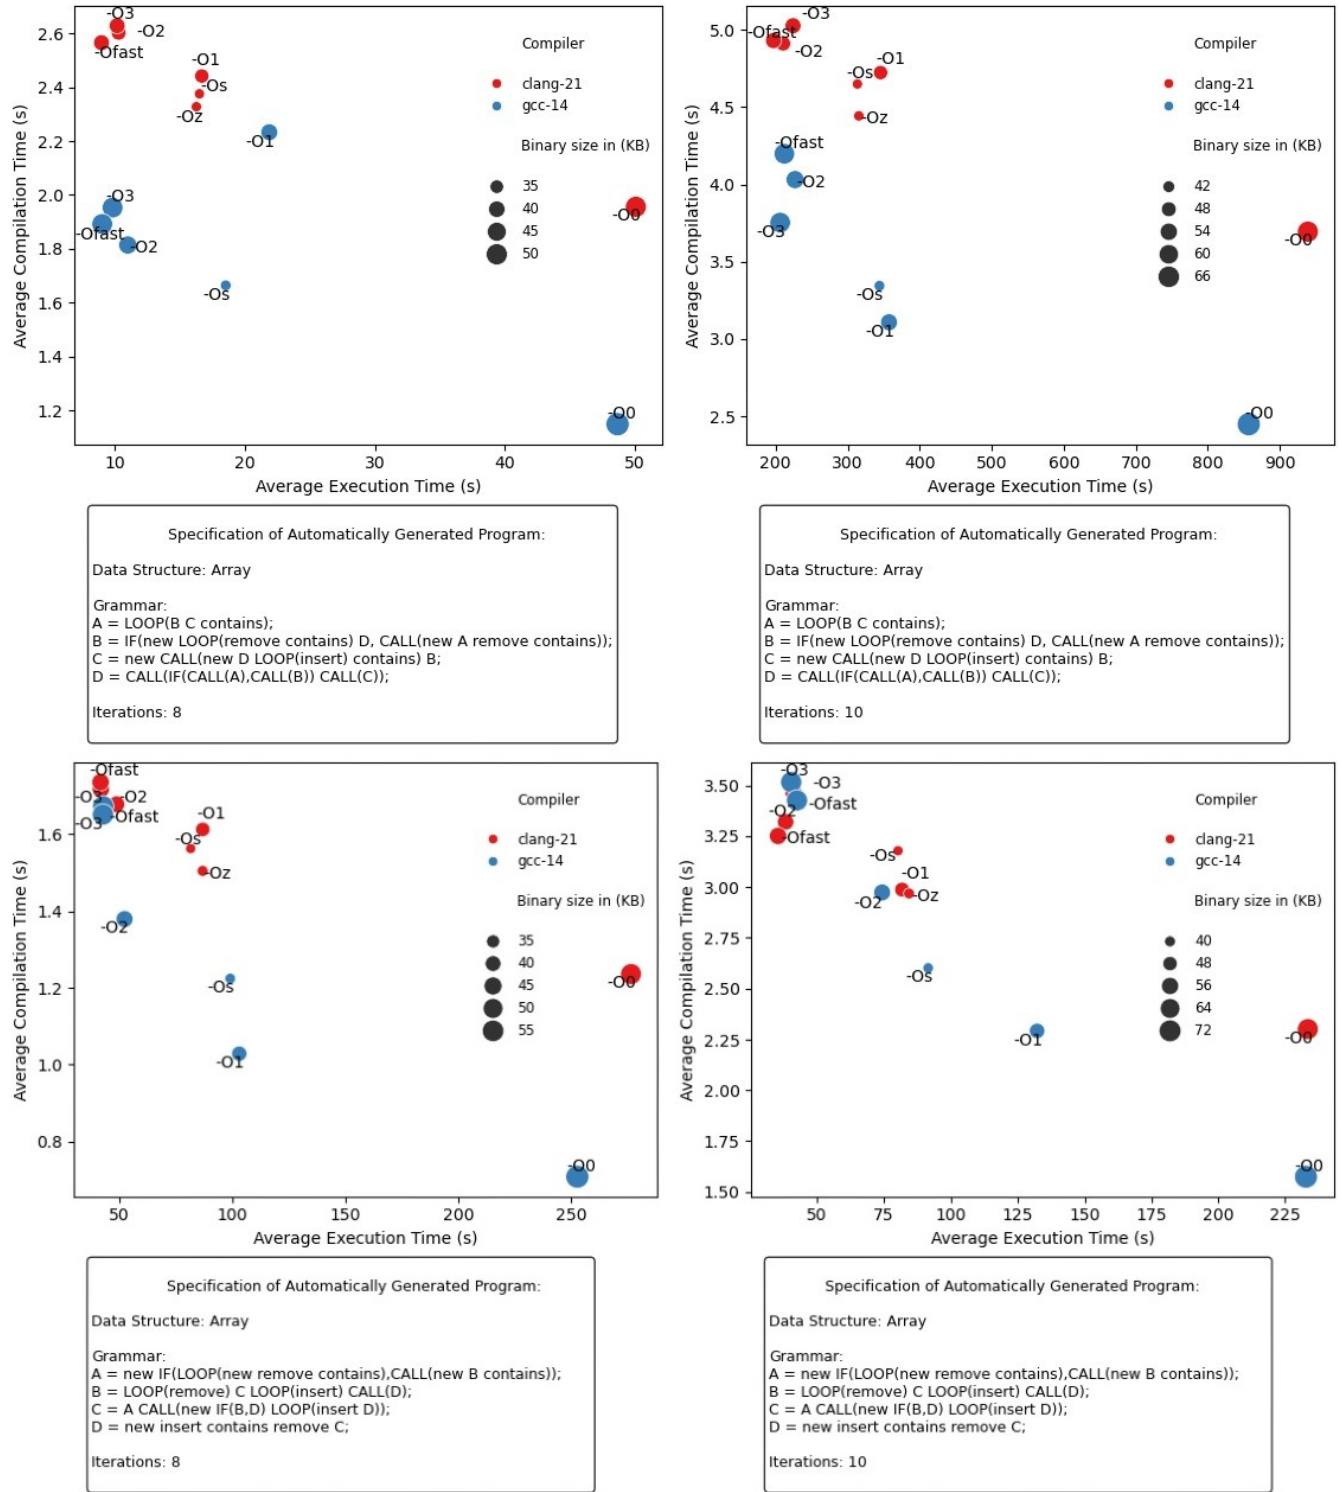 -O3
-O2
-Ofast
-O1
-Os
-Oz
-O1
-O3
-Ofast
-O2
-Os
-O0
-O0
Compiler
clang-21
gcc-14
Binary size in (KB)
35
40
45
50
2.6
2.4
2.2
2.0
1.8
1.6
1.4
1.2
Average Compilation Time (s)
10 20 30 40 50
Average Execution Time (s)
Specification of Automatically Generated Program:
Data Structure: Array
Grammar:
A = LOOP(B C contains);
B = IF(new LOOP(remove contains) D, CALL(new A remove contains));
C = new CALL(new D LOOP(insert) contains) B;
D = CALL(IF(CALL(A),CALL(B)) CALL(C));
Iterations: 8
-O3
-Ofast
-O2
-O1
-Os
-Oz
-Ofast
-O2
-O3
-Os
-O1
-O0
-O0
Compiler
clang-21
gcc-14
Binary size in (KB)
42
48
54
60
66
5.0
4.5
4.0
3.5
3.0
2.5
Average Compilation Time (s)
200 300 400 500 600 700 800 900
Average Execution Time (s)
Specification of Automatically Generated Program:
Data Structure: Array
Grammar:
A = LOOP(B C contains);
B = IF(new LOOP(remove contains) D, CALL(new A remove contains));
C = new CALL(new D LOOP(insert) contains) B;
D = CALL(IF(CALL(A),CALL(B)) CALL(C));
Iterations: 10
-Ofast
-O3
-O2
-Ofast
-O3
-O1
-Os
-Oz
-O2
-Os
-O1
-O0
-O0
Compiler
clang-21
gcc-14
Binary size in (KB)
35
40
45
50
55
1.6
1.4
1.2
1.0
0.8
Average Compilation Time (s)
50 100 150 200 250
Average Execution Time (s)
Specification of Automatically Generated Program:
Data Structure: Array
Grammar:
A = new IF(LOOP(new remove contains),CALL(new B contains));
B = LOOP(remove) C LOOP(insert) CALL(D);
C = A CALL(new IF(B,D) LOOP(insert D));
D = new insert contains remove C;
Iterations: 8
-O3
-O3
-Ofast
-O2
-Ofast
-Os
-O1
-Oz
-O2
-Os
-O1
-O0
-O0
Compiler
clang-21
gcc-14
Binary size in (KB)
40
48
56
64
72
3.50
3.25
3.00
2.75
2.50
2.25
2.00
1.75
1.50
Average Compilation Time (s)
50 75 100 125 150 175 200 225
Average Execution Time (s)
Specification of Automatically Generated Program:
Data Structure: Array
Grammar:
A = new IF(LOOP(new remove contains),CALL(new B contains));
B = LOOP(remove) C LOOP(insert) CALL(D);
C = A CALL(new IF(B,D) LOOP(insert D));
D = new insert contains remove C;
Iterations: 10